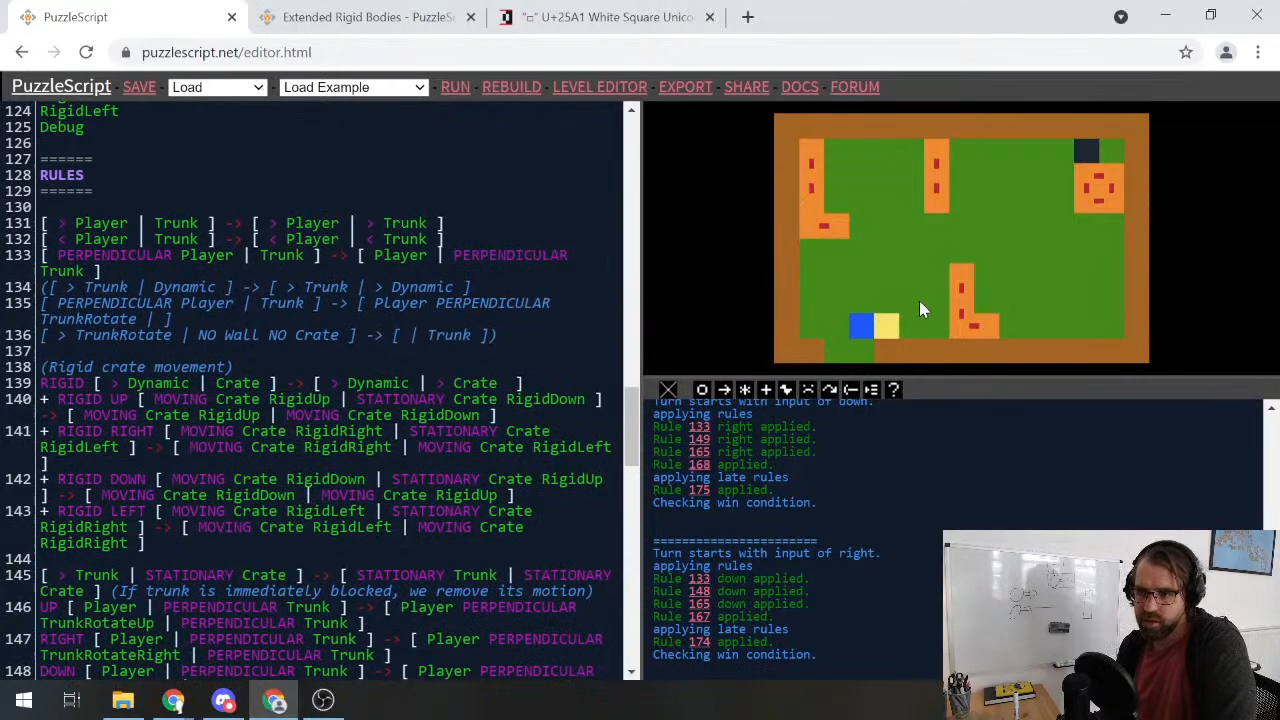 PuzzleScript
Extended Rigid Bodies - PuzzleS
"□" U+25A1 White Square Unico
puzzlescript.net/editor.html
PuzzleScript - SAVE Load Load Example - RUN - REBUILD - LEVEL EDITOR - EXPORT - SHARE - DOCS - FORUM
124 RigidLeft
125 Debug
126
127 ======
128 RULES
129 ======
130
131 [ > Player | Trunk ] -> [ > Player | > Trunk ]
132 [ < Player | Trunk ] -> [ < Player | < Trunk ]
133 [ PERPENDICULAR Player | Trunk ] -> [ Player | PERPENDICULAR
Trunk ]
134 ([ > Trunk | Dynamic ] -> [ > Trunk | > Dynamic ]
135 [ PERPENDICULAR Player | Trunk ] -> [ Player PERPENDICULAR
TrunkRotate | ]
136 [ > TrunkRotate | NO Wall NO Crate ] -> [ | Trunk ])
137
138 (Rigid crate movement)
139 RIGID [ > Dynamic | Crate ] -> [ > Dynamic | > Crate ]
140 + RIGID UP [ MOVING Crate RigidUp | STATIONARY Crate RigidDown ]
-> [ MOVING Crate RigidUp | MOVING Crate RigidDown ]
141 + RIGID RIGHT [ MOVING Crate RigidRight | STATIONARY Crate
RigidLeft ] -> [ MOVING Crate RigidRight | MOVING Crate RigidLeft
]
142 + RIGID DOWN [ MOVING Crate RigidDown | STATIONARY Crate RigidUp
] -> [ MOVING Crate RigidDown | MOVING Crate RigidUp ]
143 + RIGID LEFT [ MOVING Crate RigidLeft | STATIONARY Crate
RigidRight ] -> [ MOVING Crate RigidLeft | MOVING Crate
RigidRight ]
144
145 [ > Trunk | STATIONARY Crate ] -> [ STATIONARY Trunk | STATIONARY
Crate ] (If trunk is immediately blocked, we remove its motion)
146 UP [ Player | PERPENDICULAR Trunk ] -> [ Player PERPENDICULAR
TrunkRotateUp | PERPENDICULAR Trunk ]
147 RIGHT [ Player | PERPENDICULAR Trunk ] -> [ Player PERPENDICULAR
TrunkRotateRight | PERPENDICULAR Trunk ]
148 DOWN [ Player | PERPENDICULAR Trunk ] -> [ Player PERPENDICULAR
Turn starts with input of down.
applying rules
Rule 133 right applied.
Rule 149 right applied.
Rule 165 right applied.
Rule 168 applied.
applying late rules
Rule 175 applied.
Checking win condition.
=======================
Turn starts with input of right.
applying rules
Rule 133 down applied.
Rule 148 down applied.
Rule 165 down applied.
Rule 167 applied.
applying late rules
Rule 174 applied.
Checking win condition.